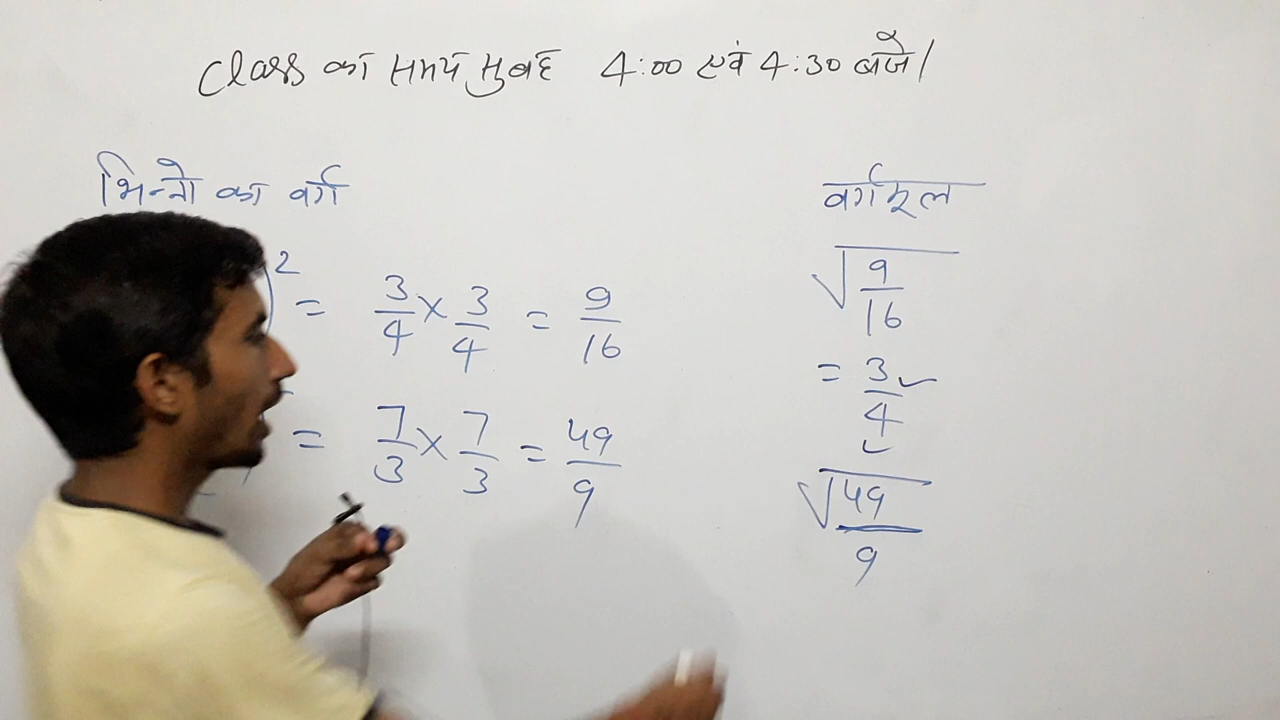 Class का समय सुबह 4:00 एवं 4:30 बजे।
भिन्नो का वर्ग
)² = 3/4 × 3/4 = 9/16
= 7/3 × 7/3 = 49/9
वर्गमूल
√9/16
= 3/4
√49/9